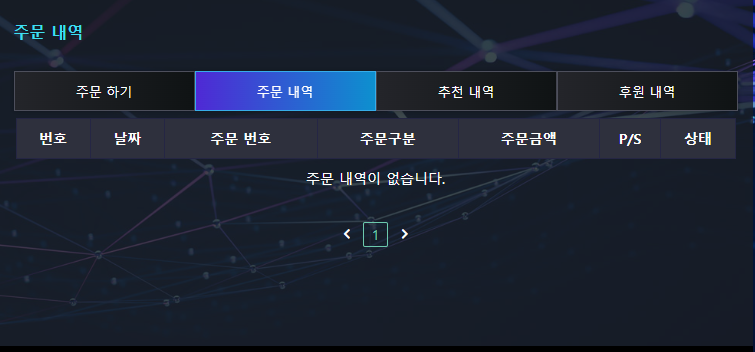 주문 내역
주문 하기 주문 내역 추천 내역 후원 내역
번호 날짜 주문 번호 주문구분 주문금액 P/S 상태
주문 내역이 없습니다.
1